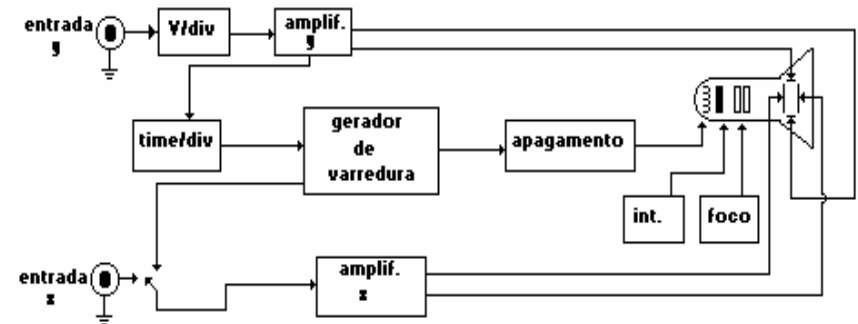 entrada
y
V/div
amplif.
y
time/div
gerador
de
varredura
apagamento
int.
foco
entrada
x
amplif.
x